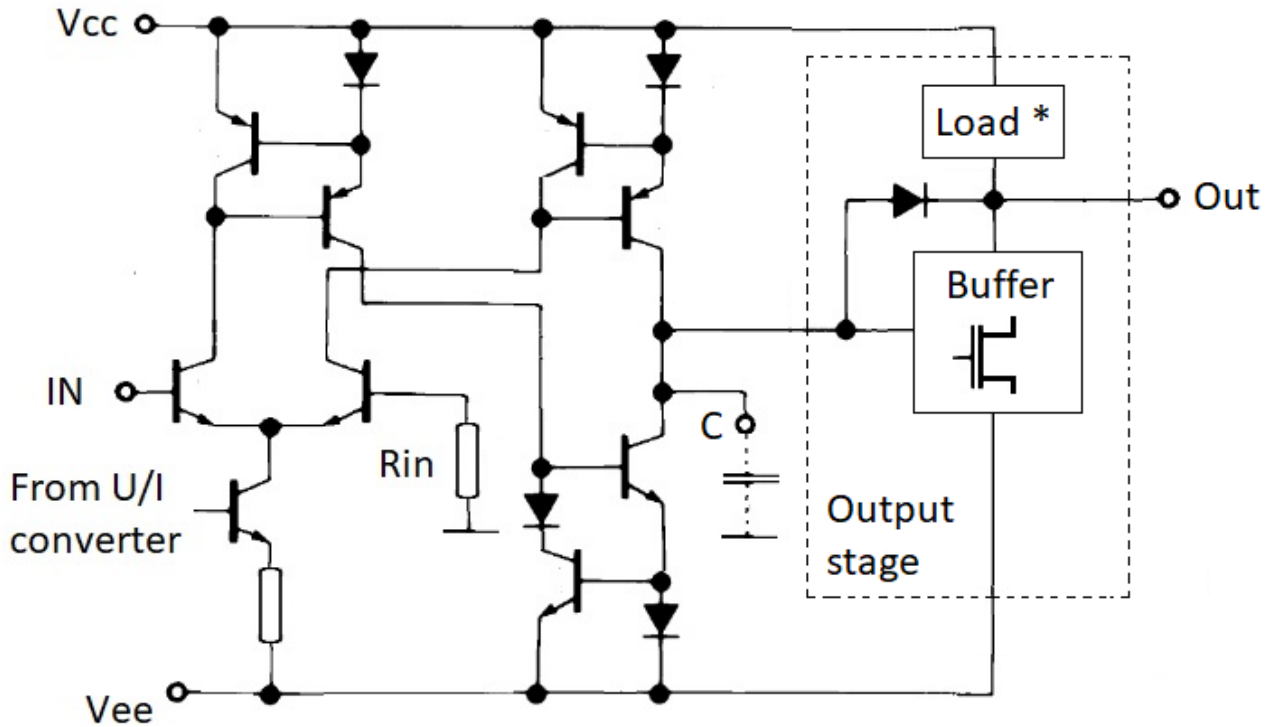 Vcc
Load *
Out
Buffer
IN
Rin
C
From U/I
converter
Output
stage
Vee